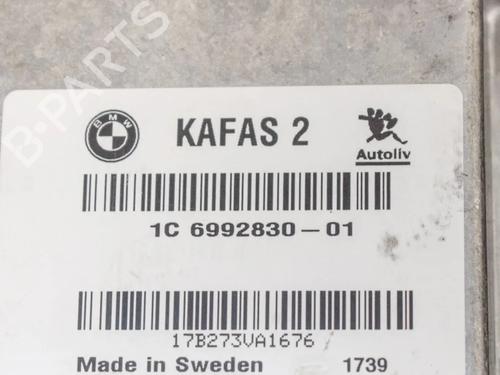 BMW
KAFAS 2
Autoliv
1C 6992830-01
17B273VA1676
Made in Sweden 1739
B-PARTS